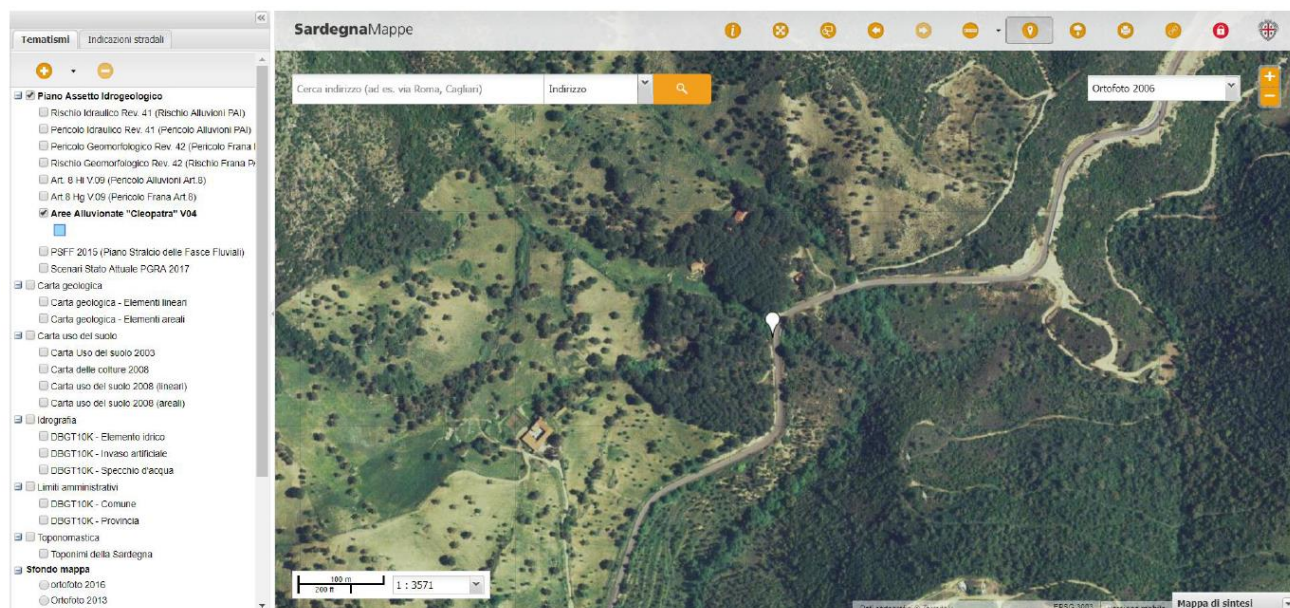 Tematismi
Indicazioni stradali
Piano Assetto Idrogeologico
Rischio Idraulico Rev. 41 (Rischio Alluvioni PAI)
Pericolo Idraulico Rev. 41 (Pericolo Alluvioni PAI)
Pericolo Geomorfologico Rev. 42 (Pericolo Frana
Rischio Geomorfologico Rev. 42 (Rischio Frana
Art. 8 Hi V.09 (Pericolo Alluvioni Art.8)
Art.8 Hg V.09 (Pericolo Frana Art.8)
Aree Alluvionate "Cleopatra" V04
PSFF 2015 (Piano Stralcio delle Fasce Fluviali)
Scenari Stato Attuale PGRA 2017
Carta geologica
Carta geologica - Elementi lineari
Carta geologica - Elementi areali
Carta uso del suolo
Carta Uso del suolo 2003
Carta delle colture 2008
Carta uso del suolo 2008 (lineari)
Carta uso del suolo 2008 (areali)
Idrografia
DBGT10K - Elemento idrico
DBGT10K - Invaso artificiale
DBGT10K - Specchio d'acqua
Limiti amministrativi
DBGT10K - Comune
DBGT10K - Provincia
Toponomastica
Toponimi della Sardegna
Sfondo mappa
ortofoto 2016
Ortofoto 2013
SardegnaMappe
Cerca indirizzo (ad es. via Roma, Cagliari)
Indirizzo
Ortofoto 2006
100 m
200 ft
1 : 3571
Mappa di sintesi